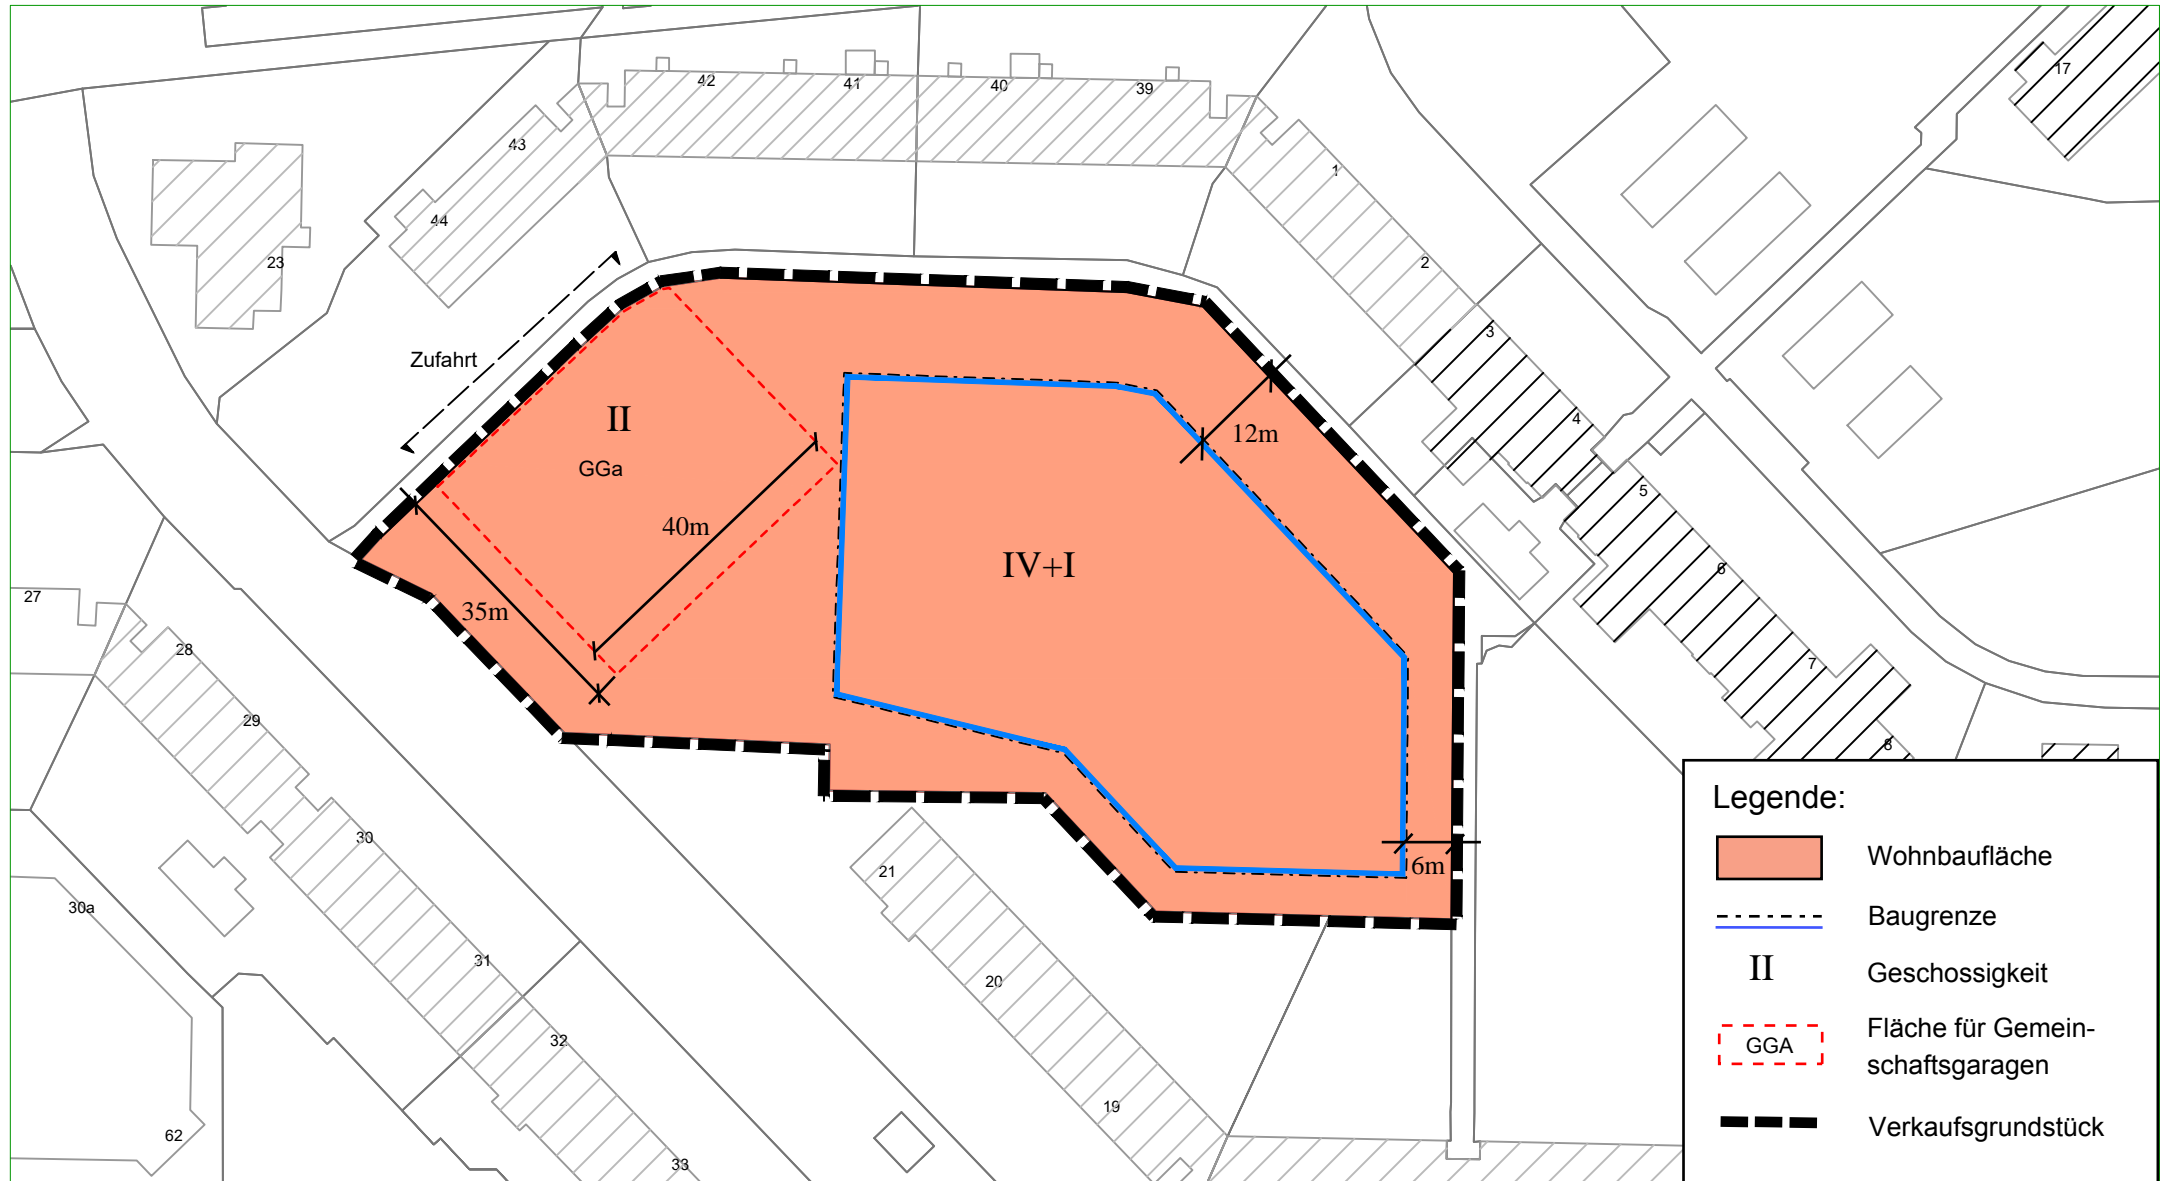 42
41
40
39
17
43
1
44
23
2
3
Zufahrt
4
II
12m
GGa
5
40m
IV+I
6
27
35m
28
7
29
8
30
21
6m
30a
31
20
32
19
62
33
Legende:
Wohnbaufläche
Baugrenze
II
Geschossigkeit
GGA
Fläche für Gemein-
schaftsgaragen
Verkaufsgrundstück